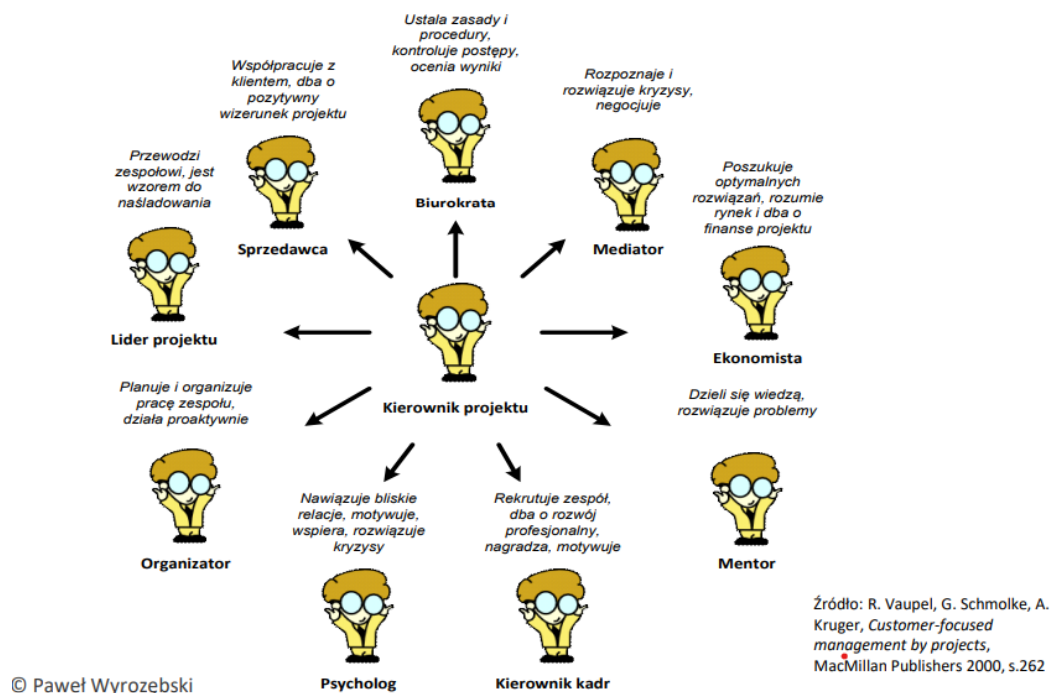 Ustala zasady i
procedury,
kontroluje postępy,
ocenia wyniki
Biurokrata
Współpracuje z
klientem, dba o
pozytywny
wizerunek projektu
Sprzedawca
Rozpoznaje i
rozwiązuje kryzysy,
negocjuje
Mediator
Przewodzi
zespołowi, jest
wzorem do
naśladowania
Lider projektu
Poszukuje
optymalnych
rozwiązań, rozumie
rynek i dba o
finanse projektu
Ekonomista
Kierownik projektu
Planuje i organizuje
pracę zespołu,
działa proaktywnie
Organizator
Dzieli się wiedzą,
rozwiązuje problemy
Mentor
Nawiązuje bliskie
relacje, motywuje,
wspiera, rozwiązuje
kryzysy
Psycholog
Rekrutuje zespół,
dba o rozwój
profesjonalny,
nagradza, motywuje
Kierownik kadr
Źródło: R. Vaupel, G. Schmolke, A.
Kruger, Customer-focused
management by projects,
MacMillan Publishers 2000, s.262
© Paweł Wyrozebski